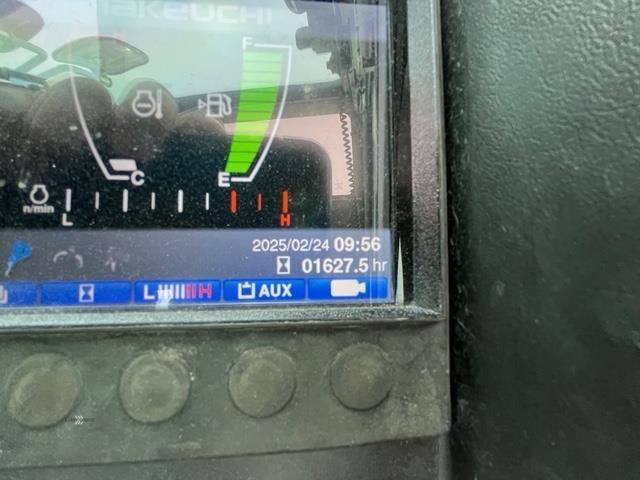 TAKEUCHI
F
C
E
n/min
L
H
2025/02/24 09:56
01627.5 hr
L H
AUX